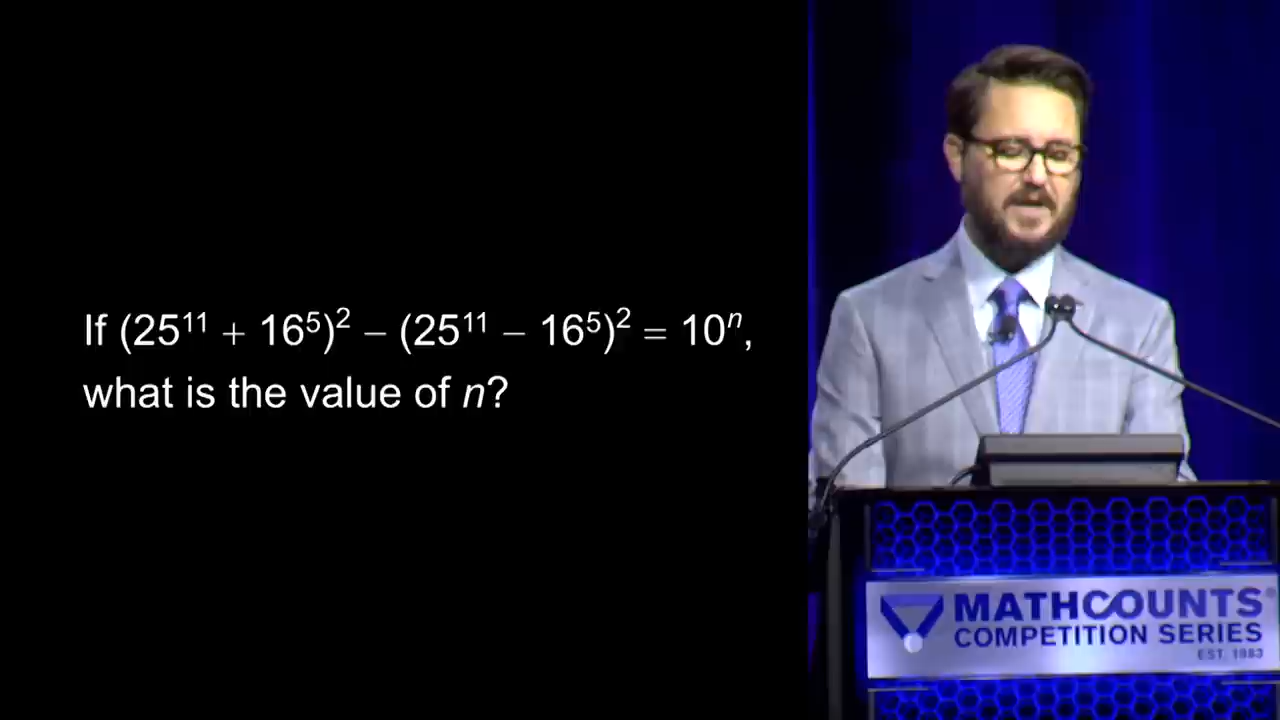 If (25¹¹ + 16⁵)² − (25¹¹ − 16⁵)² = 10ⁿ,
what is the value of n?
MATHCOUNTS®
COMPETITION SERIES
EST. 1983